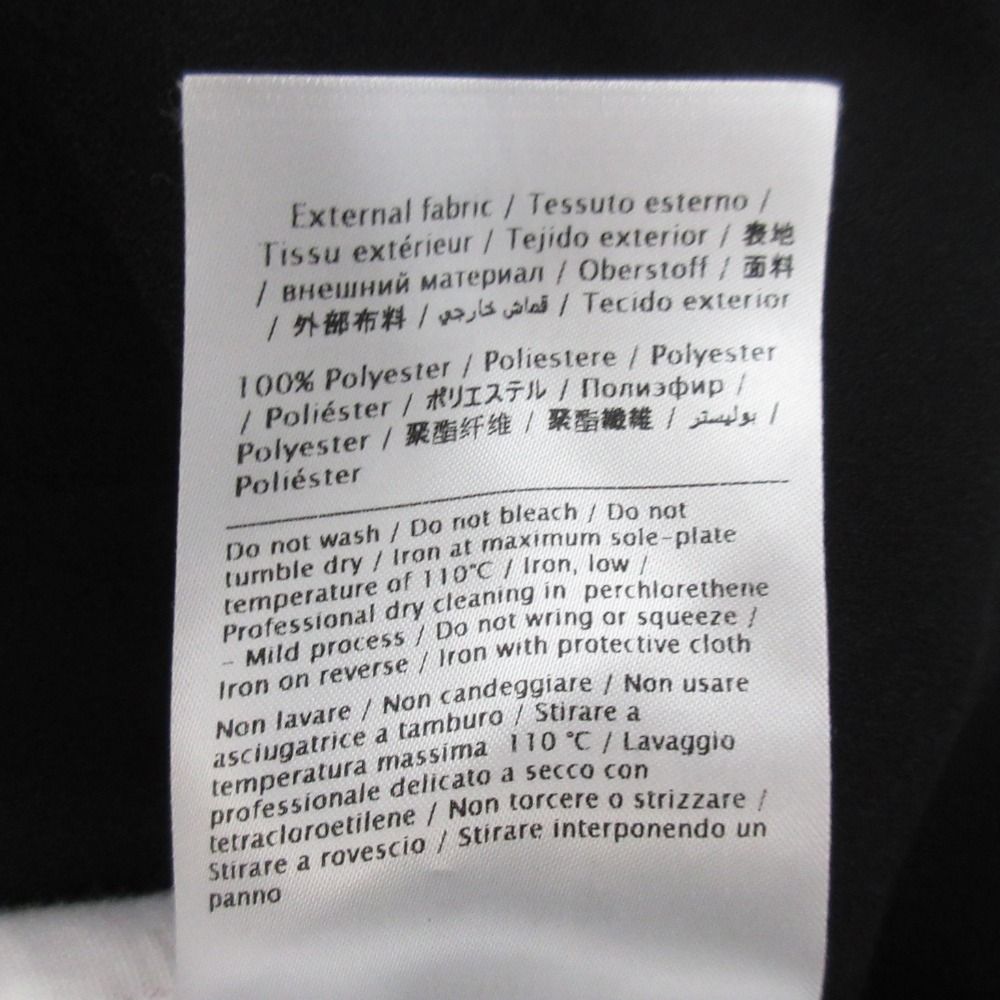 External fabric / Tessuto esterno /
Tissu extérieur / Tejido exterior / 表地
/ внешний материал / Oberstoff / 面料
/ 外部布料 / قماش خارجي / Tecido exterior
100% Polyester / Poliestere / Polyester
/ Poliéster / ポリエステル / Полиэфир /
Polyester / 聚酯纤维 / 聚酯纖維 / بوليستر /
Poliéster
Do not wash / Do not bleach / Do not
tumble dry / Iron at maximum sole-plate
temperature of 110°C / Iron, low /
Professional dry cleaning in perchlorethene
- Mild process / Do not wring or squeeze /
Iron on reverse / Iron with protective cloth
Non lavare / Non candeggiare / Non usare
asciugatrice a tamburo / Stirare a
temperatura massima 110 °C / Lavaggio
professionale delicato a secco con
tetracloroetilene / Non torcere o strizzare /
Stirare a rovescio / Stirare interponendo un
panno